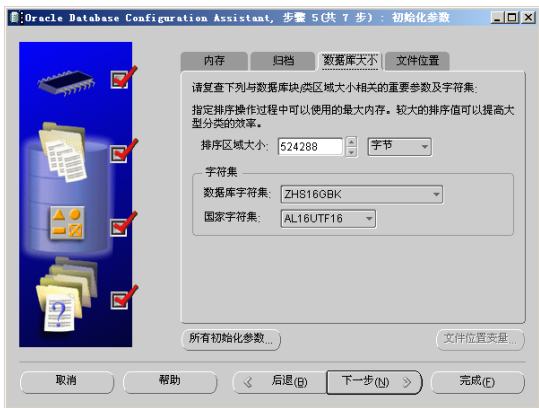 Oracle Database Configuration Assistant, 步骤 5(共 7 步) : 初始化参数
内存 归档 数据库大小 文件位置
请复查下列与数据库块/类区域大小相关的重要参数及字符集:
指定排序操作过程中可以使用的最大内存。较大的排序值可以提高大
型分类的效率。
排序区域大小: 524288 字节
字符集
数据库字符集: ZHS16GBK
国家字符集: AL16UTF16
所有初始化参数... 文件位置变量...
取消 帮助 后退(B) 下一步(N) 完成(F)